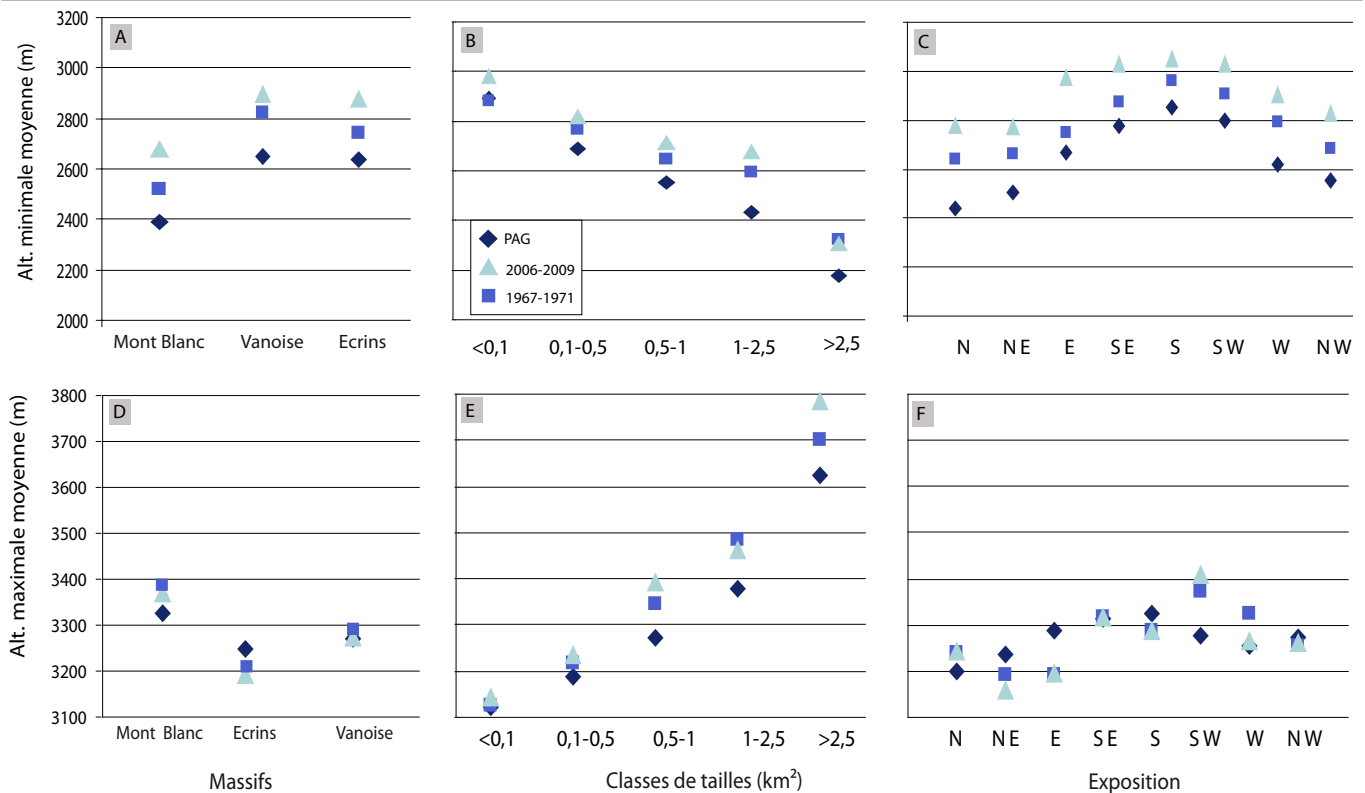 Alt. minimale moyenne (m)
3200
3000
2800
2600
2400
2200
2000
A
Mont Blanc
Vanoise
Ecrins
B
PAG
2006-2009
1967-1971
<0,1
0,1-0,5
0,5-1
1-2,5
>2,5
C
N
N E
E
S E
S
S W
W
N W
Alt. maximale moyenne (m)
3800
3700
3600
3500
3400
3300
3200
3100
D
Mont Blanc
Ecrins
Vanoise
Massifs
E
<0,1
0,1-0,5
0,5-1
1-2,5
>2,5
Classes de tailles (km²)
F
N
N E
E
S E
S
S W
W
N W
Exposition